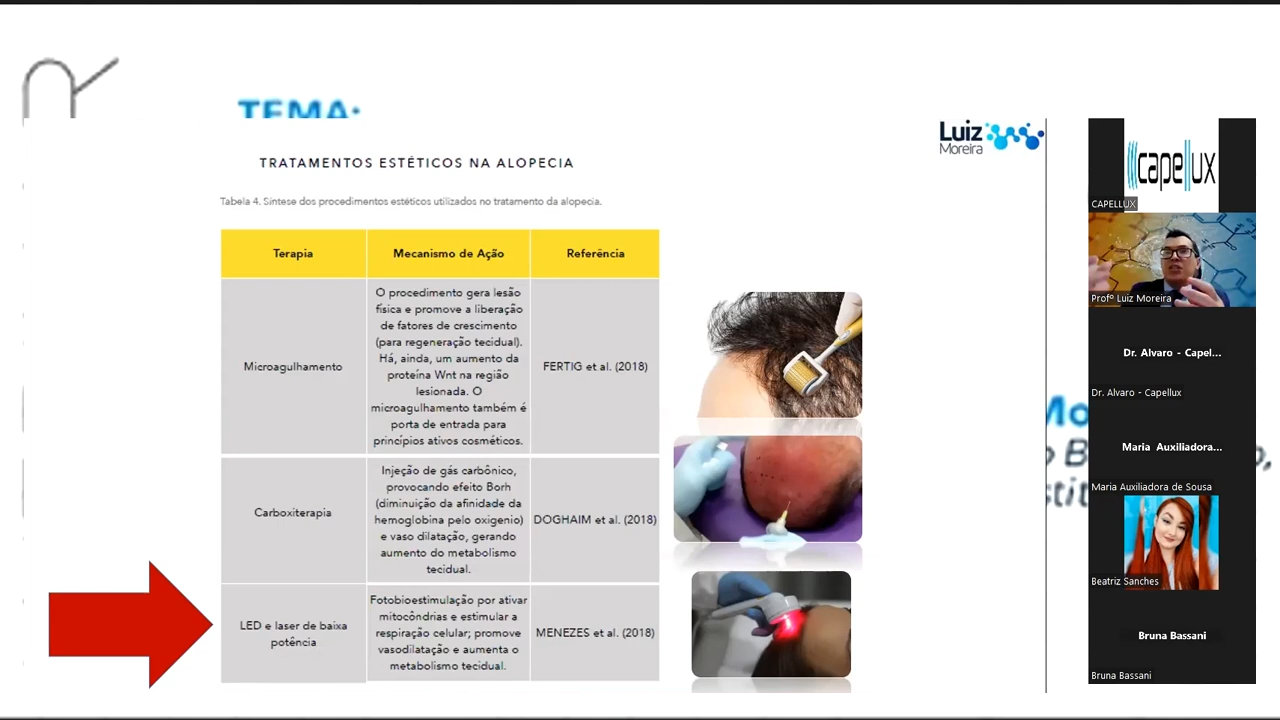 TEMA:
Luiz
Moreira
TRATAMENTOS ESTÉTICOS NA ALOPECIA
Tabela 4. Síntese dos procedimentos estéticos utilizados no tratamento da alopecia.
Terapia
Mecanismo de Ação
Referência
Microagulhamento
O procedimento gera lesão
física e promove a liberação
de fatores de crescimento
(para regeneração tecidual).
Há, ainda, um aumento da
proteína Wnt na região
lesionada. O
microagulhamento também é
porta de entrada para
princípios ativos cosméticos.
FERTIG et al. (2018)
Carboxiterapia
Injeção de gás carbônico,
provocando efeito Borh
(diminuição da afinidade da
hemoglobina pelo oxigenio)
e vaso dilatação, gerando
aumento do metabolismo
tecidual.
DOGHAIM et al. (2018)
LED e laser de baixa
potência
Fotobioestimulação por ativar
mitocôndrias e estimular a
respiração celular; promove
vasodilatação e aumenta o
metabolismo tecidual.
MENEZES et al. (2018)
capellux
CAPELLUX
Profº Luiz Moreira
Dr. Alvaro - Capel...
Dr. Alvaro - Capellux
Maria Auxiliadora...
Maria Auxiliadora de Sousa
Beatriz Sanches
Bruna Bassani
Bruna Bassani